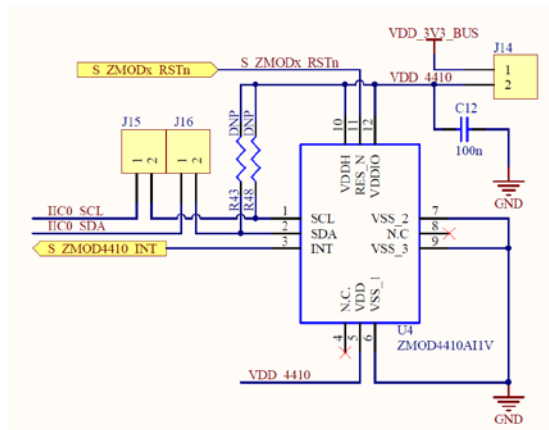 VDD_3V3_BUS
J14
S_ZMODx_RSTn
S_ZMODx_RSTn
VDD_4410
1
2
J15
J16
DNP
DNP
C12
100n
10
11
12
VDDH
RES_N
VDDIO
1
2
1
2
R43
R48
GND
IIC0_SCL
1
SCL
VSS_2
7
IIC0_SDA
2
SDA
N.C
8
S_ZMOD4410_INT
3
INT
VSS_3
9
N.C.
VDD
VSS_1
4
5
6
U4
ZMOD4410AI1V
VDD_4410
GND